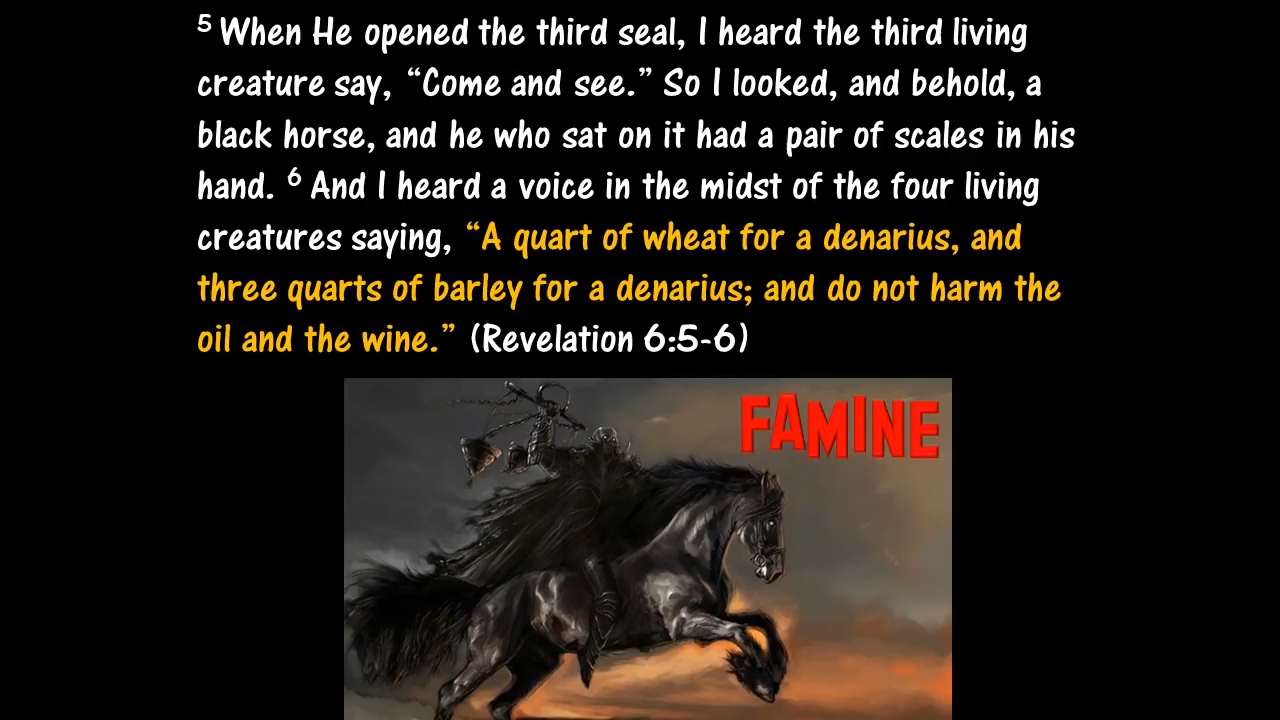 5 When He opened the third seal, I heard the third living
creature say, “Come and see.” So I looked, and behold, a
black horse, and he who sat on it had a pair of scales in his
hand. 6 And I heard a voice in the midst of the four living
creatures saying, “A quart of wheat for a denarius, and
three quarts of barley for a denarius; and do not harm the
oil and the wine.” (Revelation 6:5-6)
FAMINE